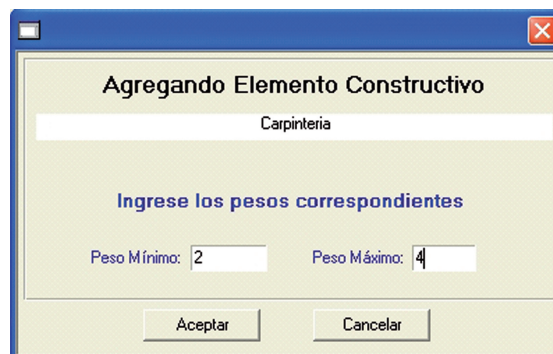 Agregando Elemento Constructivo
Carpinteria
Ingrese los pesos correspondientes
Peso Mínimo: 2 Peso Máximo: 4
Aceptar Cancelar